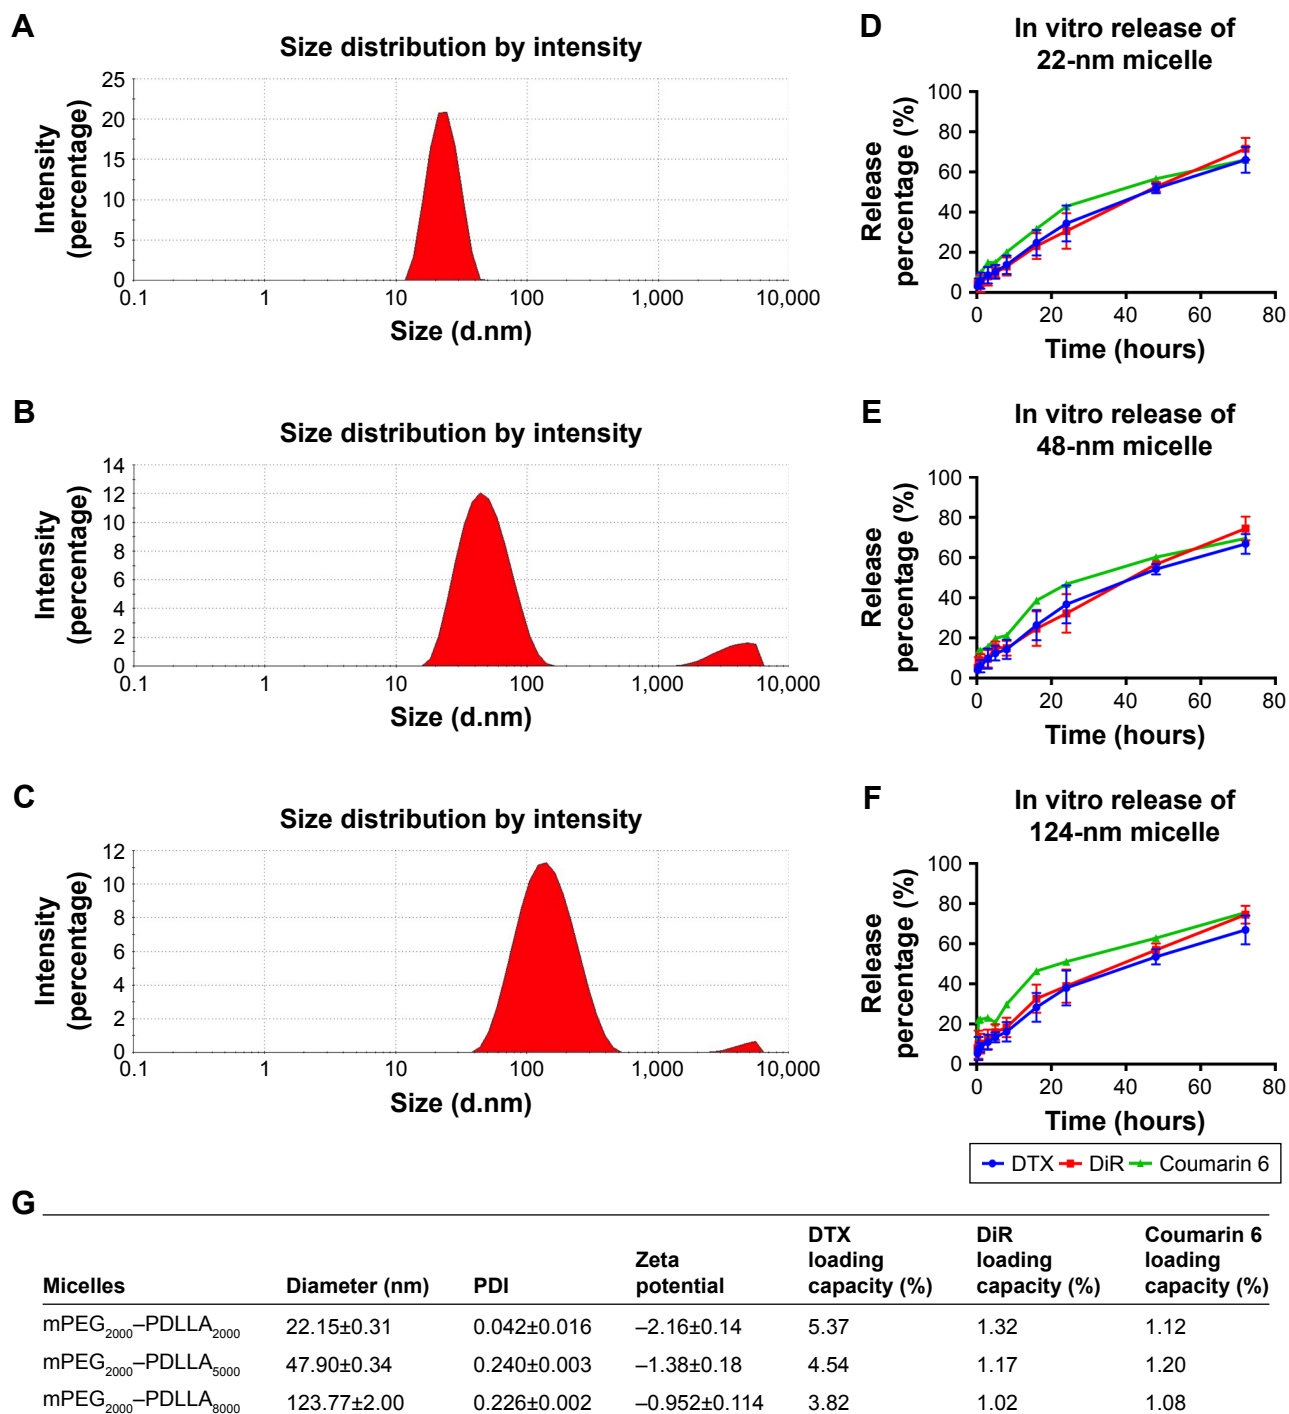 A
Size distribution by intensity
Intensity
(percentage)
25
20
15
10
5
0
0.1 1 10 100 1,000 10,000
Size (d.nm)
D
In vitro release of
22-nm micelle
Release
percentage (%)
100
80
60
40
20
0
0 20 40 60 80
Time (hours)
B
Size distribution by intensity
Intensity
(percentage)
14
12
10
8
6
4
2
0
0.1 1 10 100 1,000 10,000
Size (d.nm)
E
In vitro release of
48-nm micelle
Release
percentage (%)
100
80
60
40
20
0
0 20 40 60 80
Time (hours)
C
Size distribution by intensity
Intensity
(percentage)
12
10
8
6
4
2
0
0.1 1 10 100 1,000 10,000
Size (d.nm)
F
In vitro release of
124-nm micelle
Release
percentage (%)
100
80
60
40
20
0
0 20 40 60 80
Time (hours)
DTX DiR Coumarin 6
G
Micelles Diameter (nm) PDI Zeta potential DTX loading capacity (%) DiR loading capacity (%) Coumarin 6 loading capacity (%)
mPEG2000–PDLLA2000 22.15±0.31 0.042±0.016 –2.16±0.14 5.37 1.32 1.12
mPEG2000–PDLLA5000 47.90±0.34 0.240±0.003 –1.38±0.18 4.54 1.17 1.20
mPEG2000–PDLLA8000 123.77±2.00 0.226±0.002 –0.952±0.114 3.82 1.02 1.08